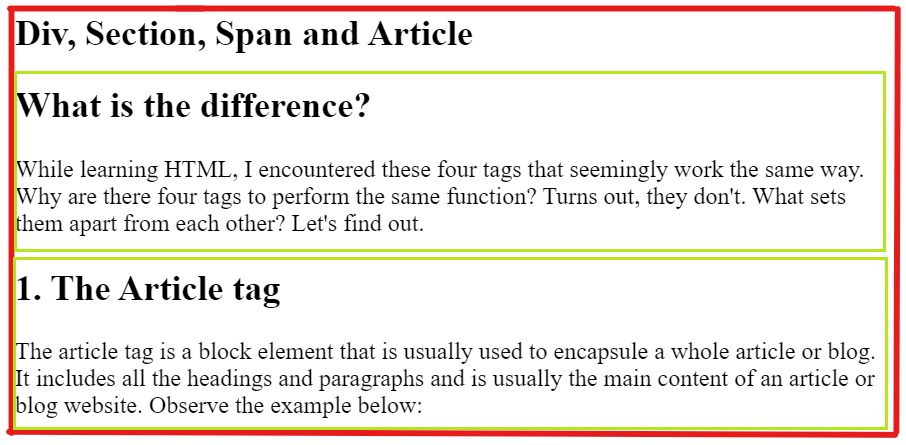 Div, Section, Span and Article
What is the difference?
While learning HTML, I encountered these four tags that seemingly work the same way.
Why are there four tags to perform the same function? Turns out, they don't. What sets
them apart from each other? Let's find out.
1. The Article tag
The article tag is a block element that is usually used to encapsule a whole article or blog.
It includes all the headings and paragraphs and is usually the main content of an article or
blog website. Observe the example below: